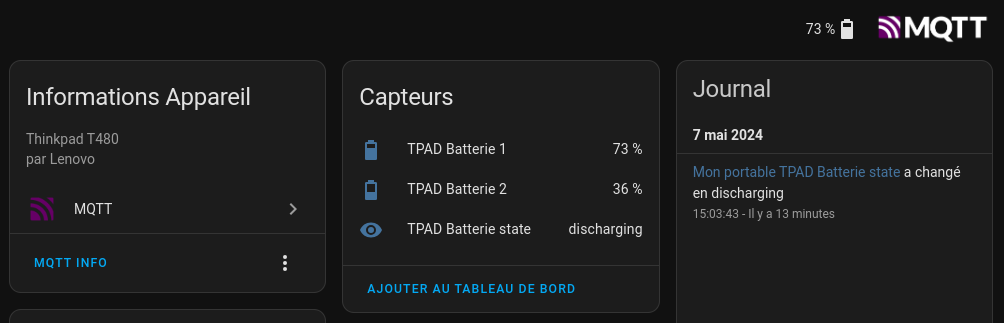 73 %
MQTT
Informations Appareil
Thinkpad T480
par Lenovo
MQTT
MQTT INFO
Capteurs
TPAD Batterie 1 73 %
TPAD Batterie 2 36 %
TPAD Batterie state discharging
AJOUTER AU TABLEAU DE BORD
Journal
7 mai 2024
Mon portable TPAD Batterie state a changé
en discharging
15:03:43 - Il y a 13 minutes